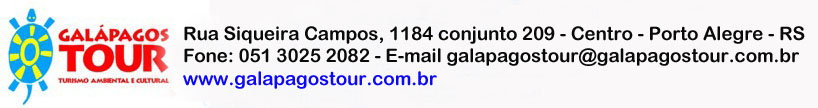 GALÁPAGOS
TOUR
TURISMO AMBIENTAL E CULTURAL
Rua Siqueira Campos, 1184 conjunto 209 - Centro - Porto Alegre - RS
Fone: 051 3025 2082 - E-mail galapagostour@galapagostour.com.br
www.galapagostour.com.br